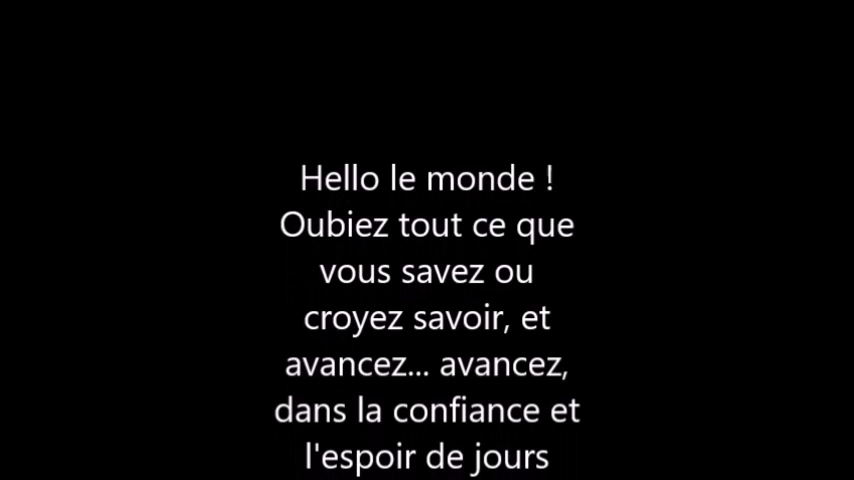 Hello le monde !
Oubiez tout ce que
vous savez ou
croyez savoir, et
avancez... avancez,
dans la confiance et
l'espoir de jours